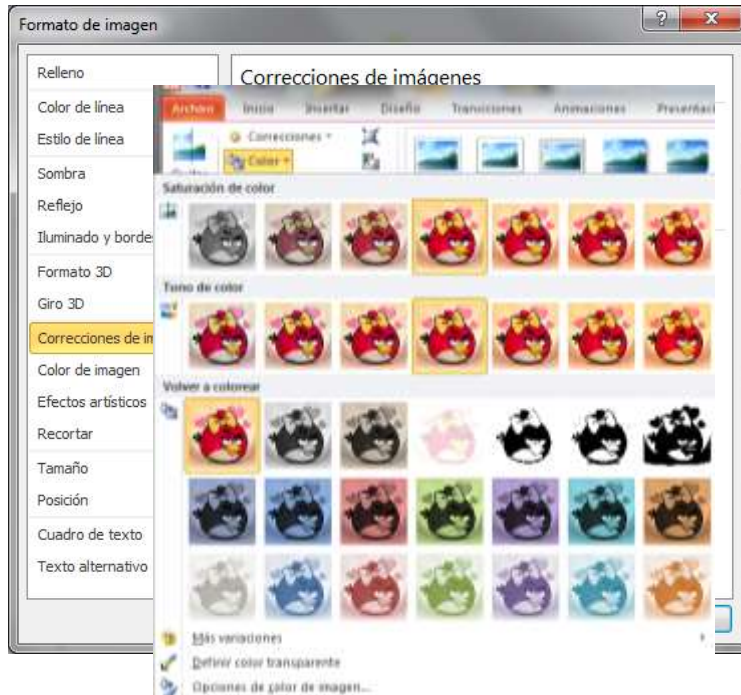 Formato de imagen
Relleno
Color de línea
Estilo de línea
Sombra
Reflejo
Iluminado y borde
Formato 3D
Giro 3D
Correcciones de im
Color de imagen
Efectos artísticos
Recortar
Tamaño
Posición
Cuadro de texto
Texto alternativo
Correcciones de imágenes
Archivo Inicio Insertar Diseño Transiciones Animaciones Presentaci
Correcciones
Color
Saturación de color
Tono de color
Volver a colorear
Más variaciones
Definir color transparente
Opciones de color de imagen...